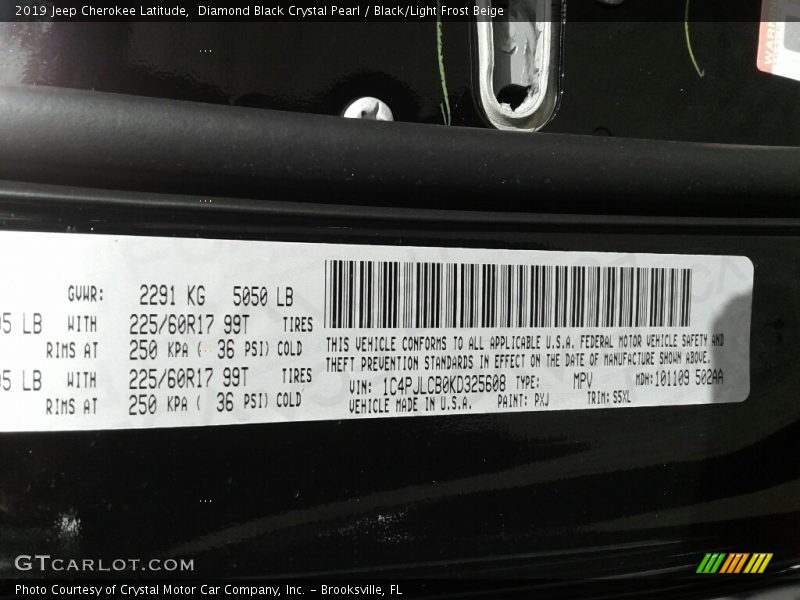 2019 Jeep Cherokee Latitude,  Diamond Black Crystal Pearl / Black/Light Frost Beige
GVWR: 2291 KG 5050 LB
LB WITH 225/60R17 99T TIRES
RIMS AT 250 KPA ( 36 PSI) COLD
LB WITH 225/60R17 99T TIRES
RIMS AT 250 KPA ( 36 PSI) COLD
THIS VEHICLE CONFORMS TO ALL APPLICABLE U.S.A. FEDERAL MOTOR VEHICLE SAFETY AND
THEFT PREVENTION STANDARDS IN EFFECT ON THE DATE OF MANUFACTURE SHOWN ABOVE.
VIN: 1C4PJLCB0KD325608 TYPE: MPV MDH:101109 502AA
VEHICLE MADE IN U.S.A. PAINT: PXJ TRIM: S5XL
GTCARLOT.COM
Photo Courtesy of Crystal Motor Car Company, Inc. – Brooksville, FL